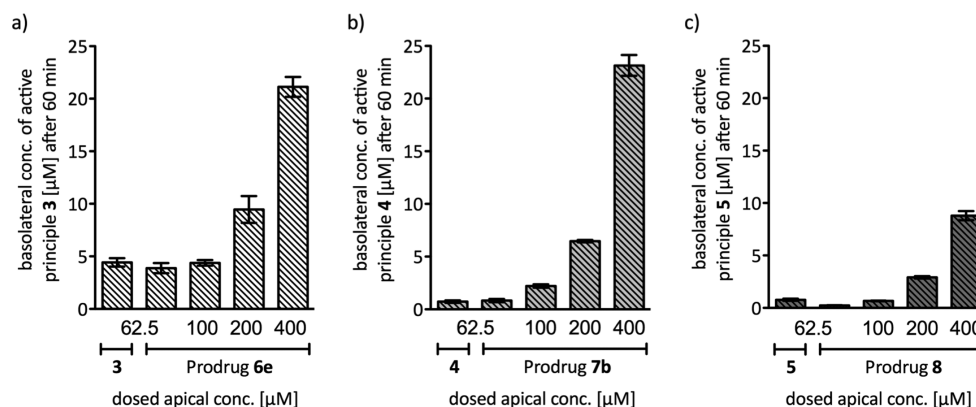 a)
basolateral conc. of active
principle 3 [µM] after 60 min
25
20
15
10
5
0
62.5 100 200 400
3 Prodrug 6e
dosed apical conc. [µM]
b)
basolateral conc. of active
principle 4 [µM] after 60 min
25
20
15
10
5
0
62.5 100 200 400
4 Prodrug 7b
dosed apical conc. [µM]
c)
basolateral conc. of active
principle 5 [µM] after 60 min
25
20
15
10
5
0
62.5 100 200 400
5 Prodrug 8
dosed apical conc. [µM]